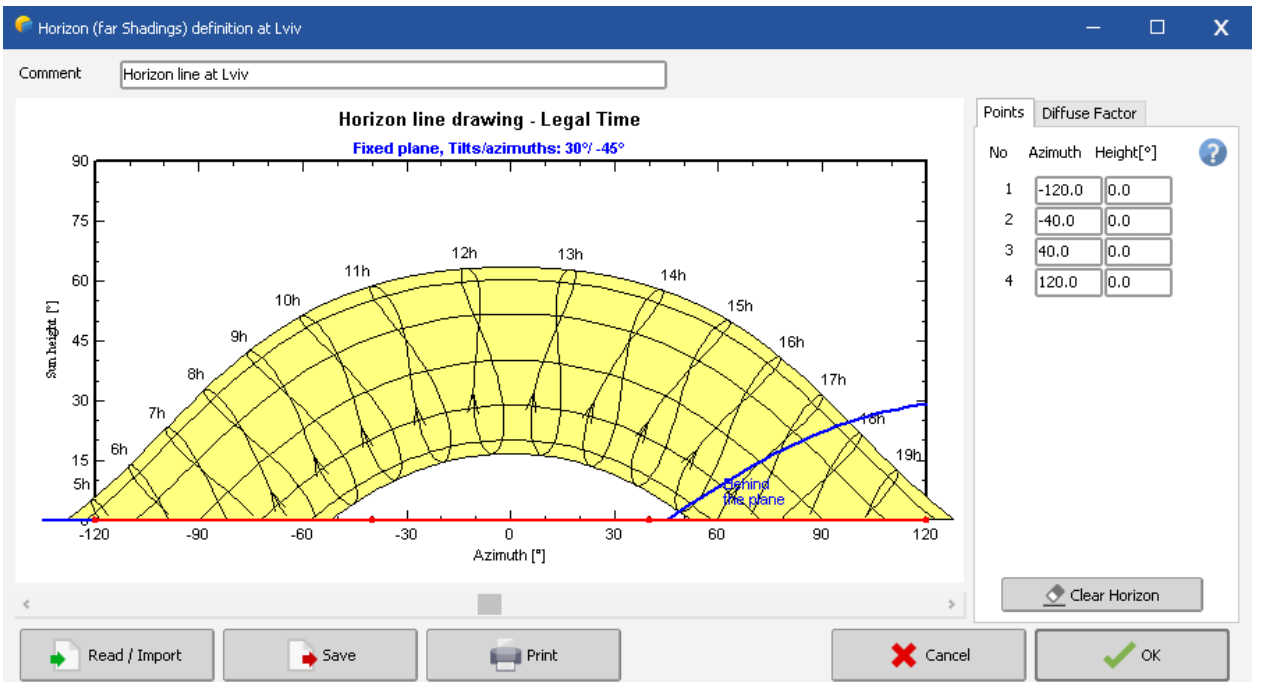 Horizon (far Shadings) definition at Lviv
Comment
Horizon line at Lviv
Horizon line drawing - Legal Time
Fixed plane, Tilts/azimuths: 30°/ -45°
90
75
60
45
30
15
0
Sun height [°]
5h
6h
7h
8h
9h
10h
11h
12h
13h
14h
15h
16h
17h
18h
19h
Behind
the plane
-120 -90 -60 -30 0 30 60 90 120
Azimuth [°]
Points Diffuse Factor
No Azimuth Height[°]
1 -120.0 0.0
2 -40.0 0.0
3 40.0 0.0
4 120.0 0.0
Clear Horizon
Read / Import Save Print Cancel OK